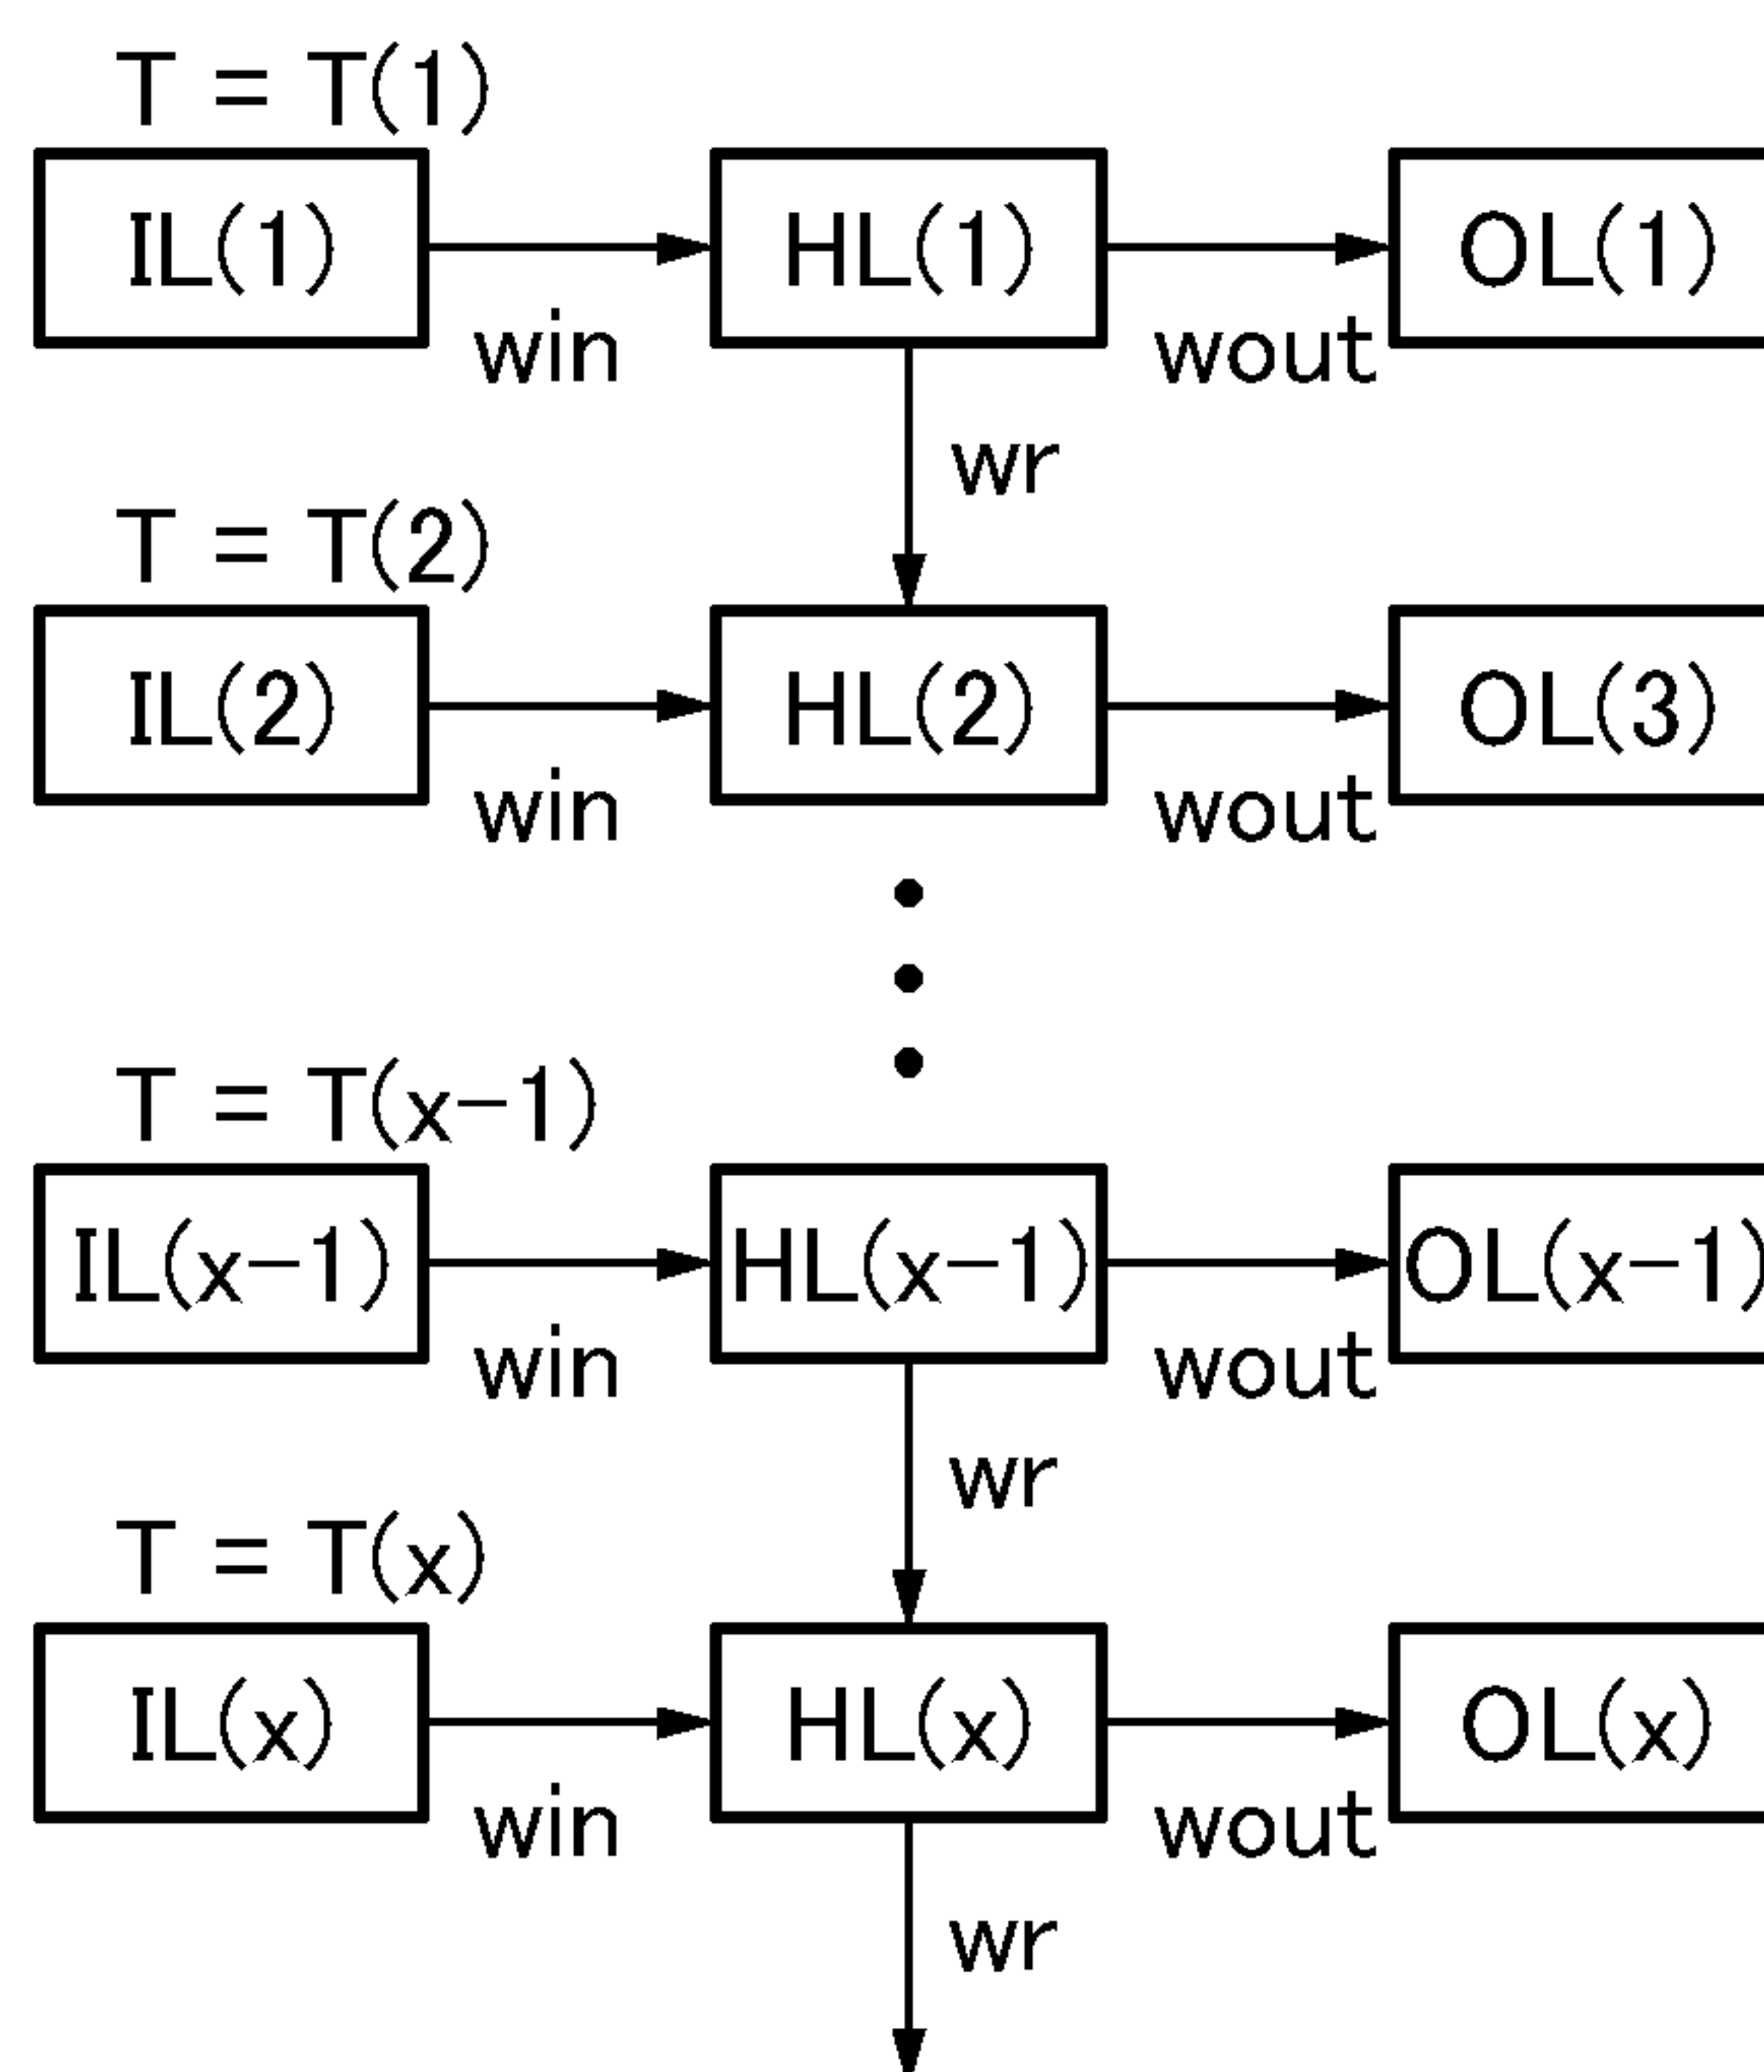 T = T(1)
IL(1) HL(1) OL(1)
win wout
wr
T = T(2)
IL(2) HL(2) OL(3)
win wout
T = T(x-1)
IL(x-1) HL(x-1) OL(x-1)
win wout
wr
T = T(x)
IL(x) HL(x) OL(x)
win wout
wr